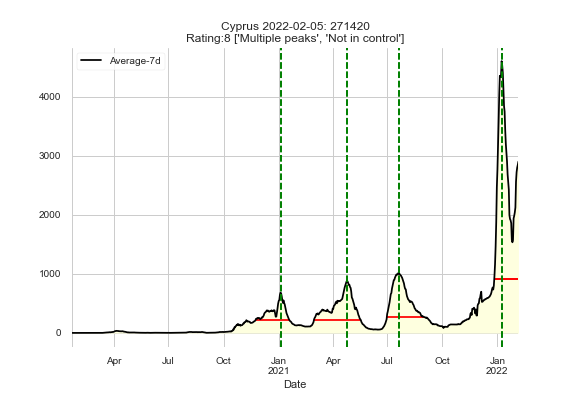 Cyprus 2022-02-05: 271420
Rating:8 ['Multiple peaks', 'Not in control']
Average-7d
4000
3000
2000
1000
0
Apr Jul Oct Jan Apr Jul Oct Jan
2021 2022
Date